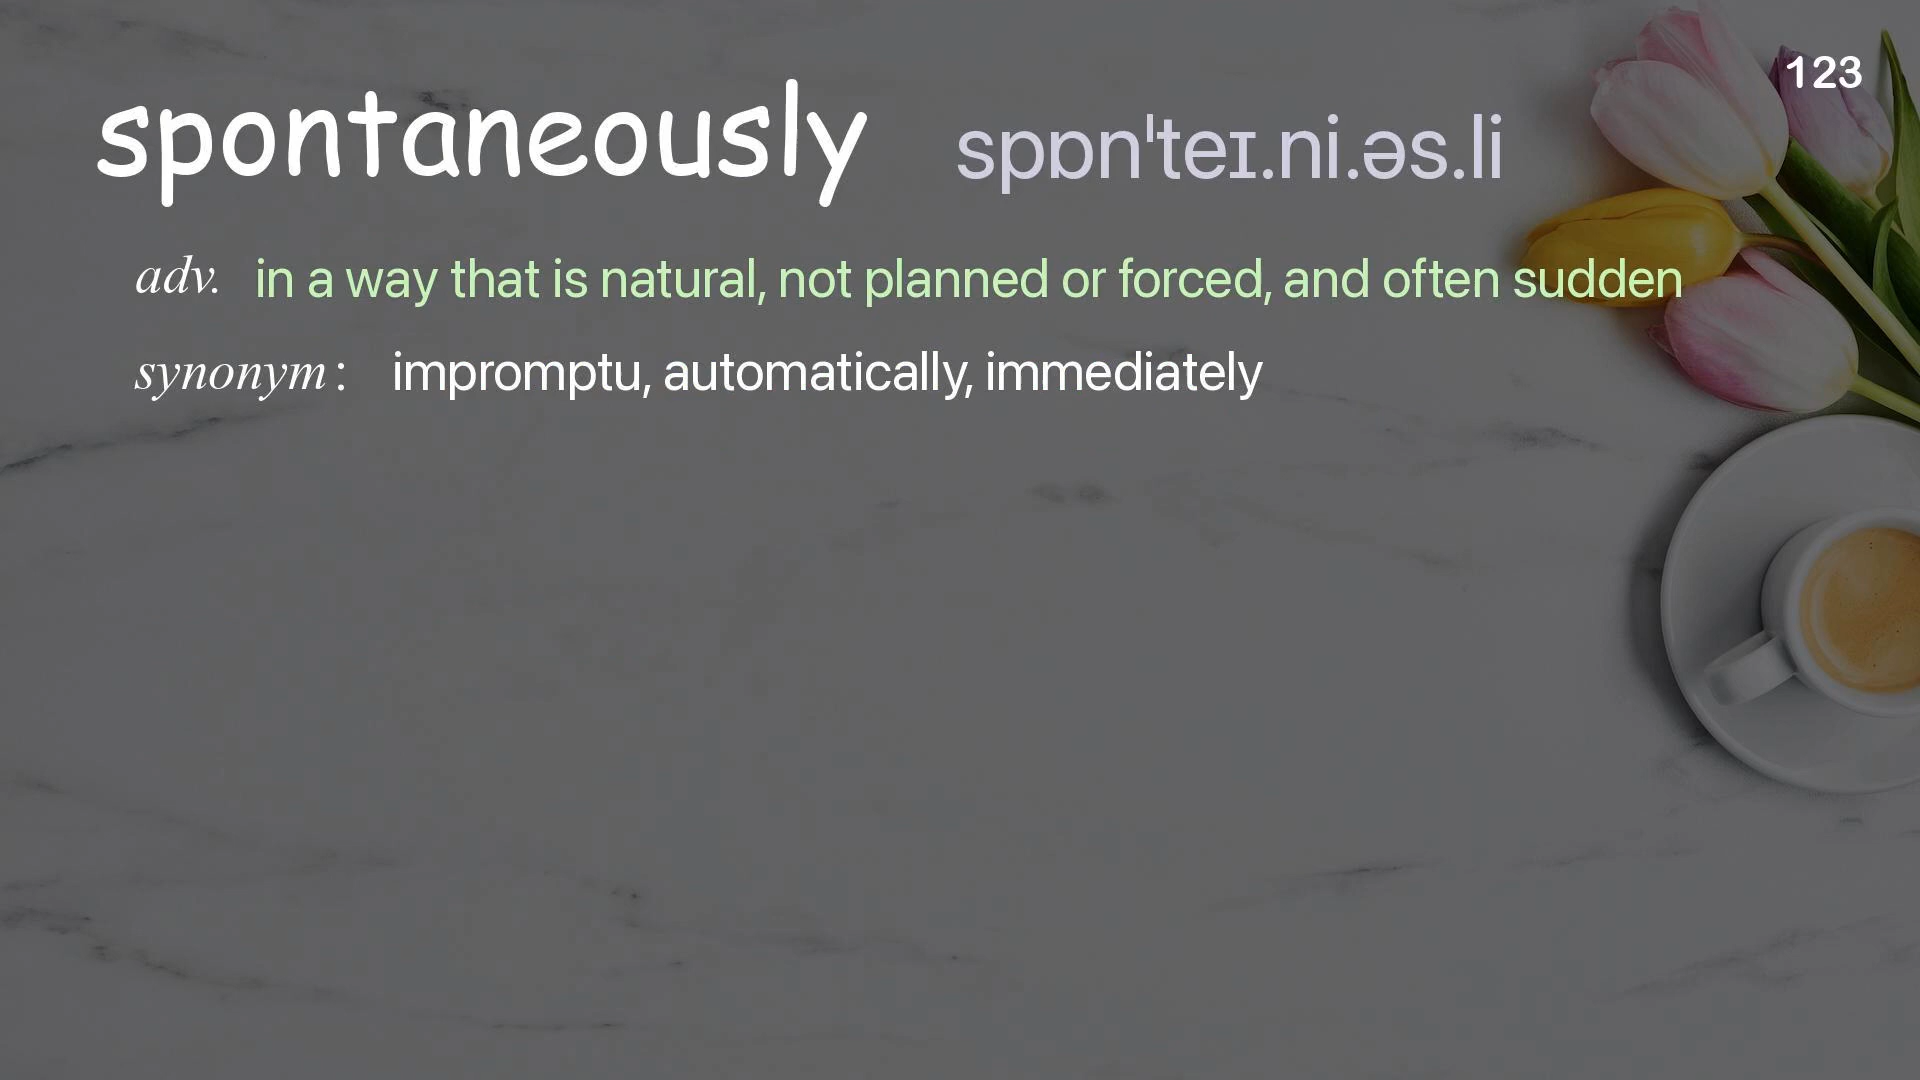 123
spontaneously spɒnˈteɪ.ni.əs.li
adv. in a way that is natural, not planned or forced, and often sudden
synonym : impromptu, automatically, immediately